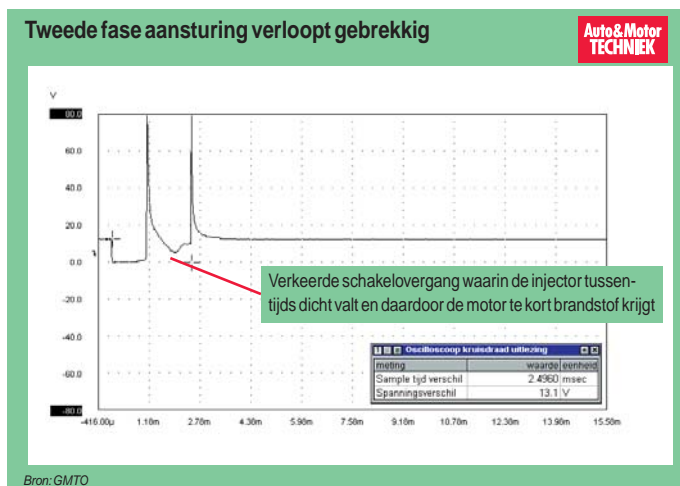 Tweede fase aansturing verloopt gebrekkig
Auto&Motor
TECHNIEK
V
80.0
60.0
40.0
20.0
0.0
-20.0
-40.0
-60.0
-80.0
Verkeerde schakelovergang waarin de injector tussen-
tijds dicht valt en daardoor de motor te kort brandstof krijgt
Oscilloscoop kruisdraad uitlezing
meting waarde eenheid
Sample tijd verschil 2.4960 msec
Spanningsverschil 13.1 V
-416.00µ 1.18m 2.78m 4.38m 5.98m 7.58m 9.18m 10.78m 12.38m 13.98m 15.58m
Bron: GMTO